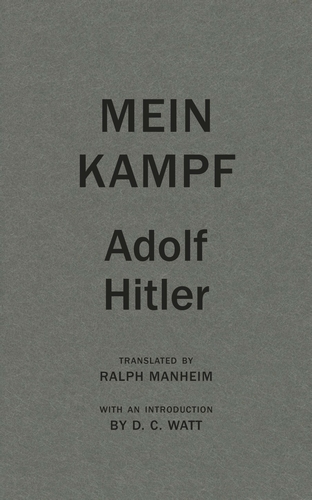 MEIN
KAMPF
Adolf
Hitler
TRANSLATED BY
RALPH MANHEIM
WITH AN INTRODUCTION
BY D. C. WATT